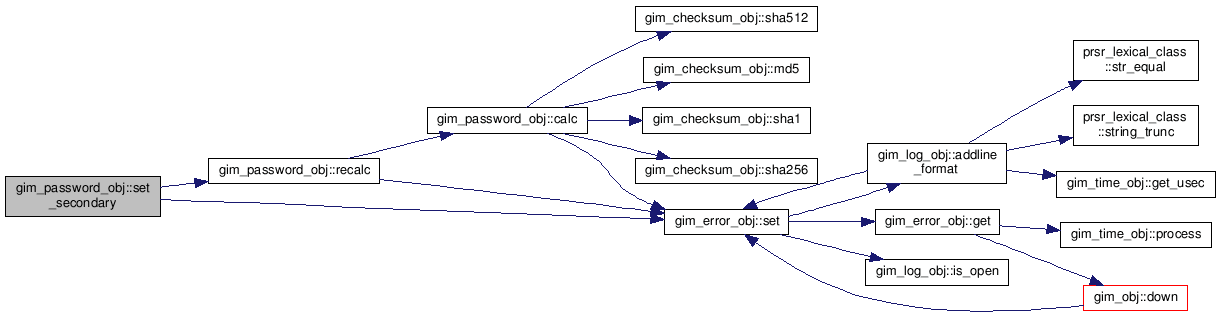 gim_password_obj::set
_secondary
gim_password_obj::recalc
gim_password_obj::calc
gim_checksum_obj::sha512
gim_checksum_obj::md5
gim_checksum_obj::sha1
gim_checksum_obj::sha256
gim_error_obj::set
gim_log_obj::addline
_format
gim_error_obj::get
gim_log_obj::is_open
prsr_lexical_class
::str_equal
prsr_lexical_class
::string_trunc
gim_time_obj::get_usec
gim_time_obj::process
gim_obj::down